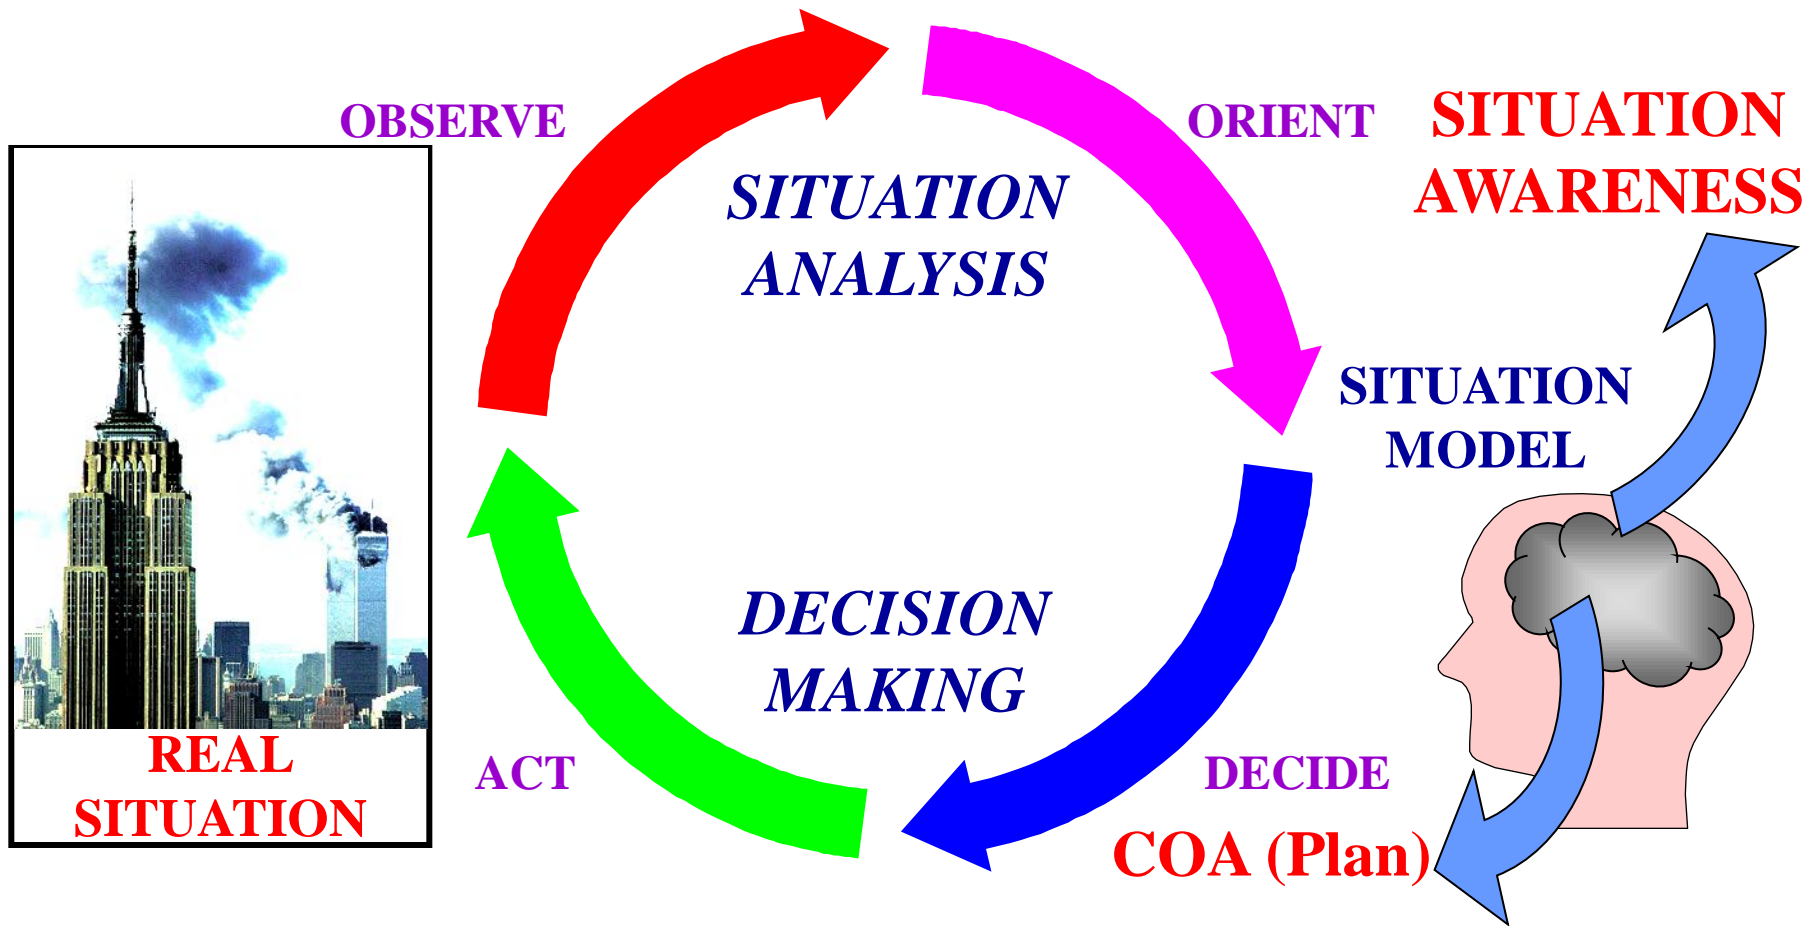 OBSERVE
ORIENT
SITUATION
AWARENESS
SITUATION
ANALYSIS
SITUATION
MODEL
DECISION
MAKING
REAL
SITUATION
ACT
DECIDE
COA (Plan)